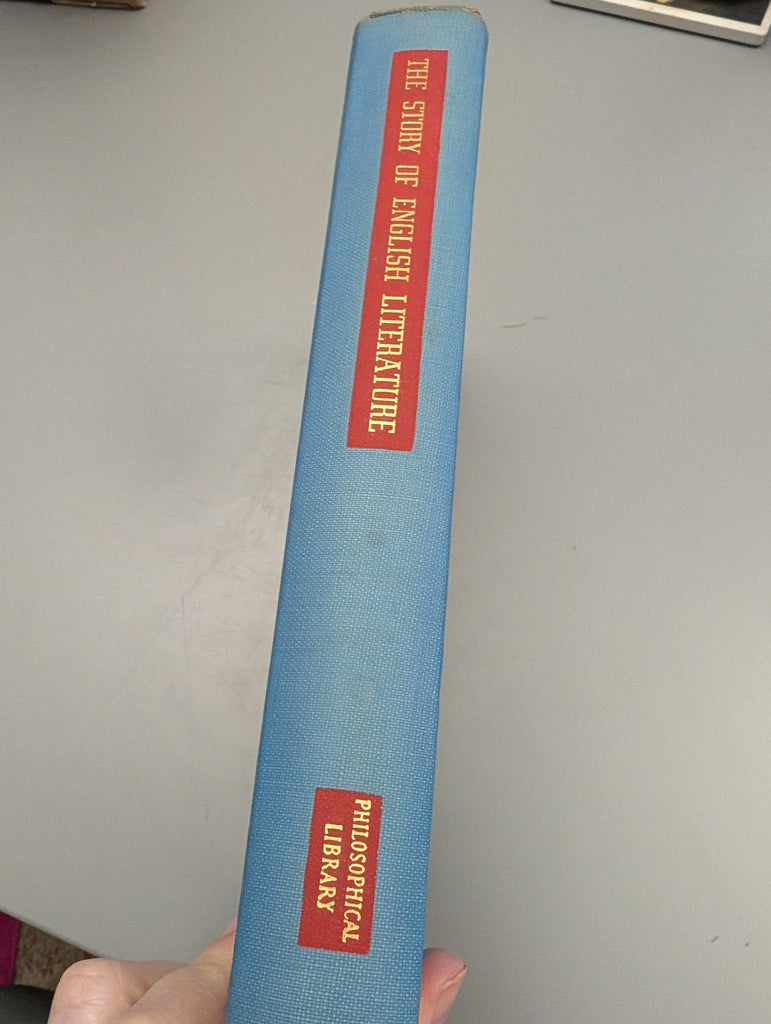 THE STORY OF ENGLISH LITERATURE
PHILOSOPHICAL
LIBRARY